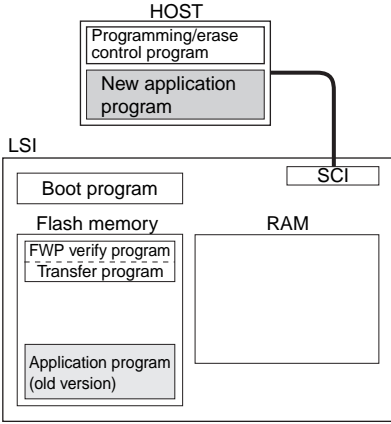 HOST
Programming/erase
control program
New application
program
LSI
SCI
Boot program
Flash memory
RAM
FWP verify program
Transfer program
Application program
(old version)